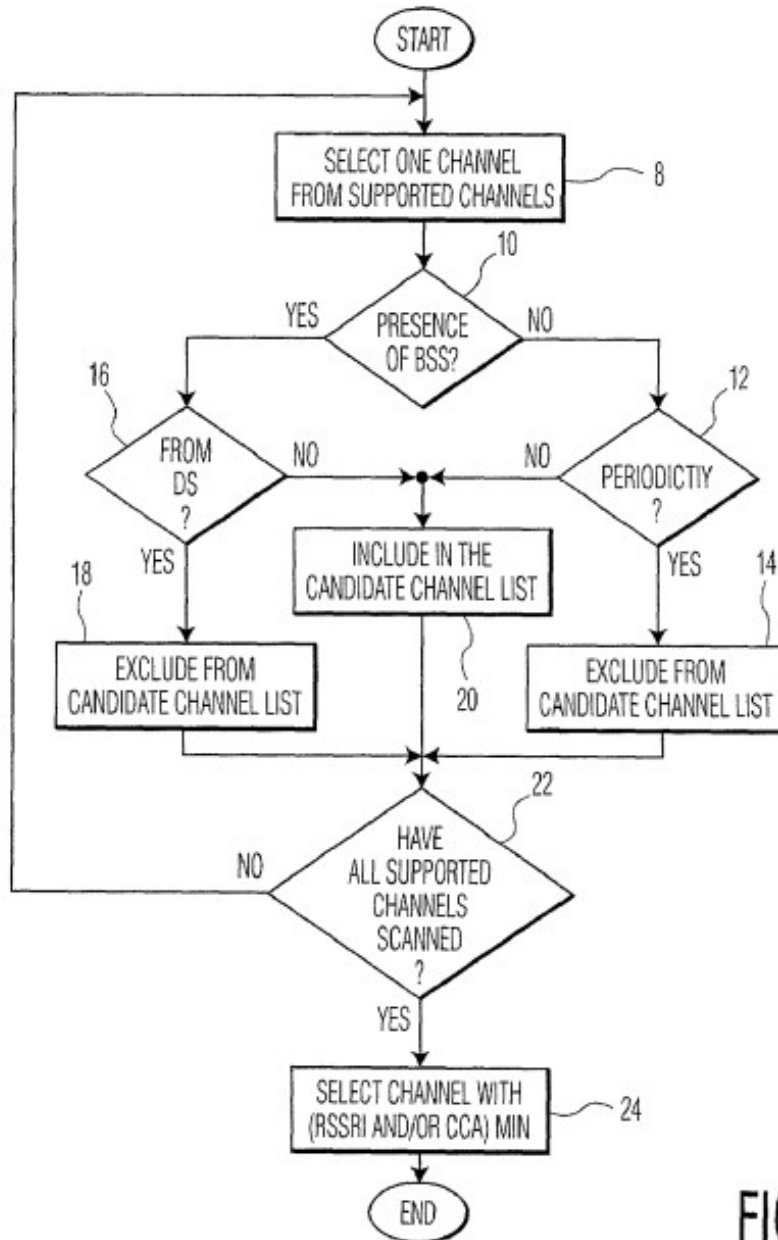 START
SELECT ONE CHANNEL
FROM SUPPORTED CHANNELS
8
10
YES
PRESENCE
OF BSS?
NO
16
12
FROM
DS
?
NO
NO
PERIODICTIY
?
YES
INCLUDE IN THE
CANDIDATE CHANNEL LIST
YES
18
14
EXCLUDE FROM
CANDIDATE CHANNEL LIST
20
EXCLUDE FROM
CANDIDATE CHANNEL LIST
22
NO
HAVE
ALL SUPPORTED
CHANNELS
SCANNED
?
YES
SELECT CHANNEL WITH
(RSSRI AND/OR CCA) MIN
24
END